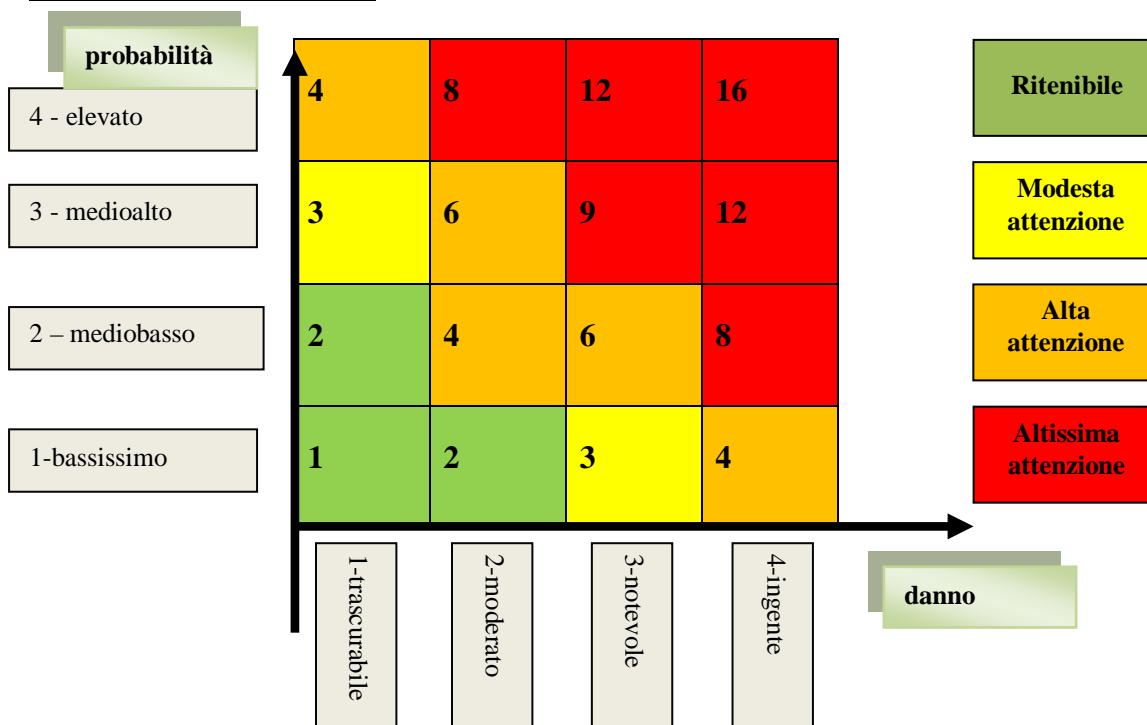 probabilità
4 - elevato
3 - medioalto
2 – mediobasso
1-bassissimo
4
8
12
16
3
6
9
12
2
4
6
8
1
2
3
4
1-trascurabile
2-moderato
3-notevole
4-ingente
danno
Ritenibile
Modesta
attenzione
Alta
attenzione
Altissima
attenzione